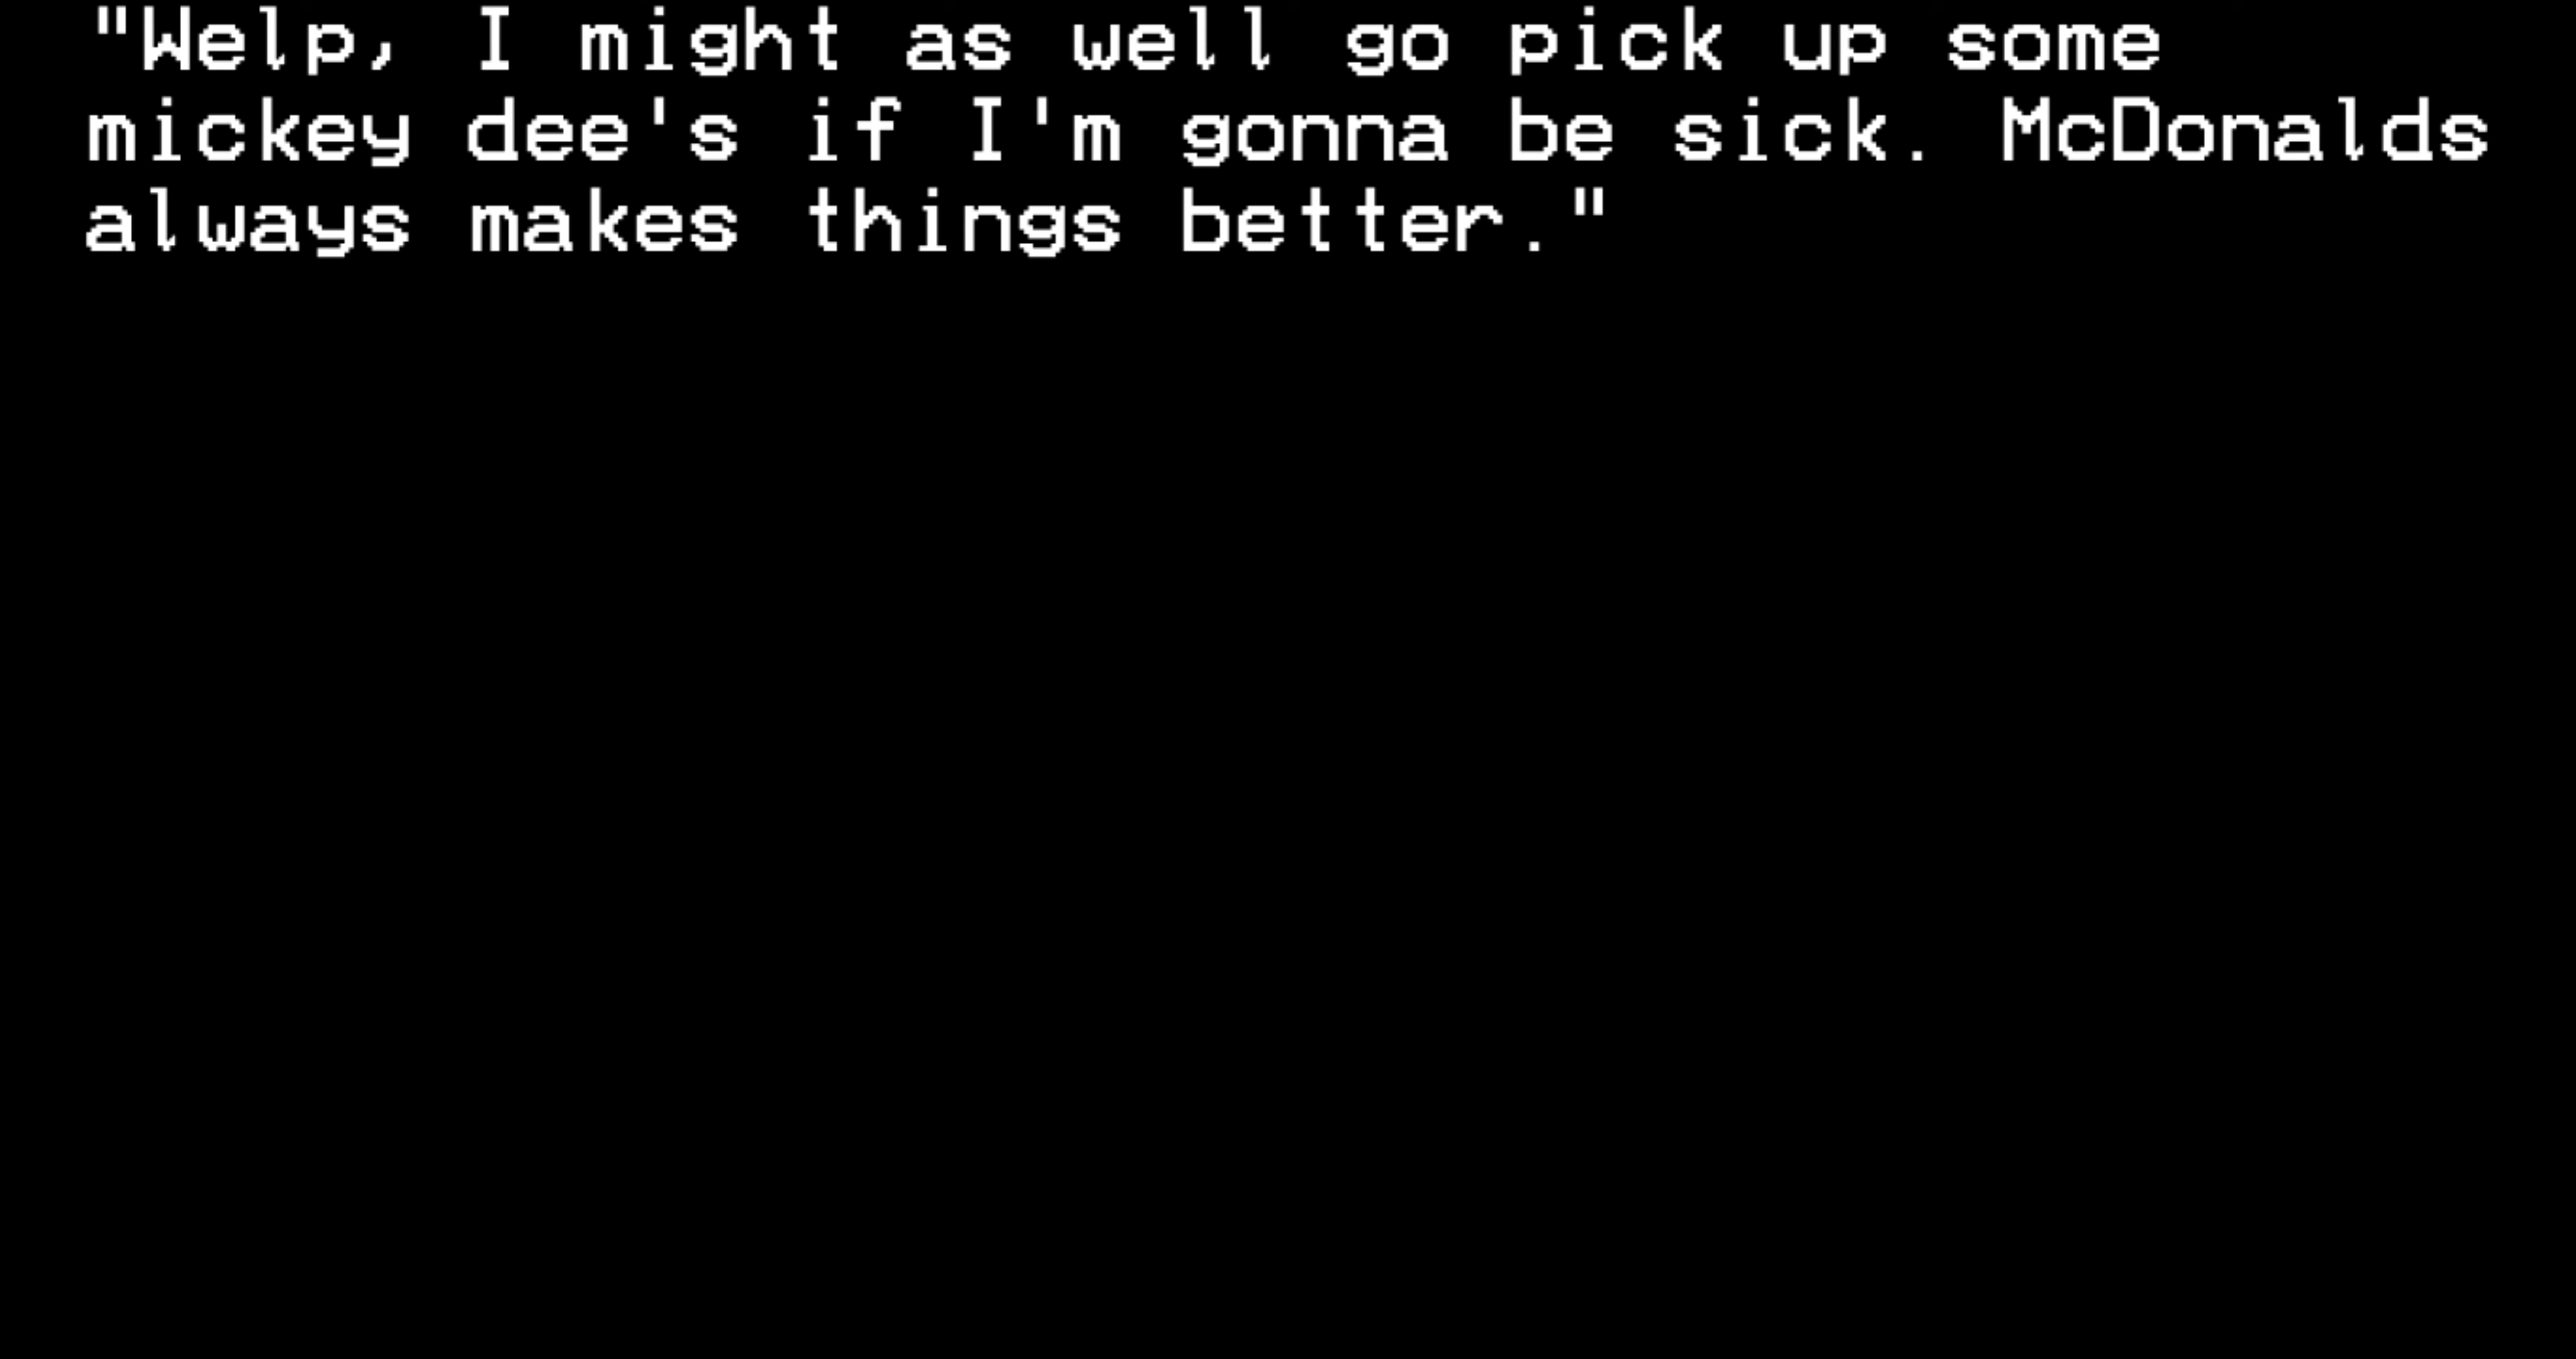 "Welp, I might as well go pick up some
mickey dee's if I'm gonna be sick. McDonalds
always makes things better."